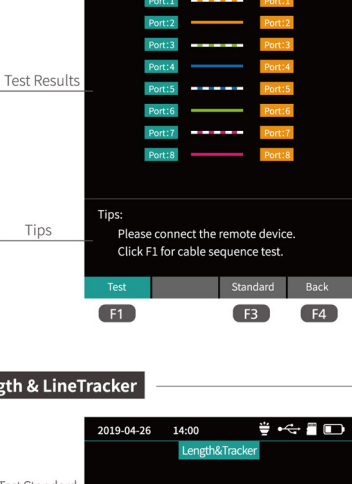 Port:1 Port:1
Port:2 Port:2
Port:3 Port:3
Port:4 Port:4
Test Results
Port:5 Port:5
Port:6 Port:6
Port:7 Port:7
Port:8 Port:8
Tips:
Tips
Please connect the remote device.
Click F1 for cable sequence test.
Test Standard Back
F1 F3 F4
gth & LineTracker
2019-04-26 14:00
Length&Tracker
Test Standard